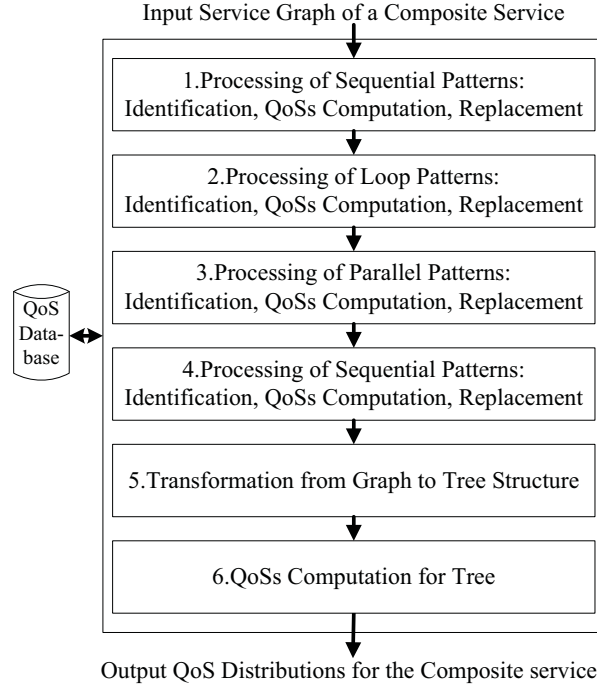 Input Service Graph of a Composite Service
1.Processing of Sequential Patterns:
Identification, QoSs Computation, Replacement
2.Processing of Loop Patterns:
Identification, QoSs Computation, Replacement
3.Processing of Parallel Patterns:
Identification, QoSs Computation, Replacement
QoS
Data-
base
4.Processing of Sequential Patterns:
Identification, QoSs Computation, Replacement
5.Transformation from Graph to Tree Structure
6.QoSs Computation for Tree
Output QoS Distributions for the Composite service